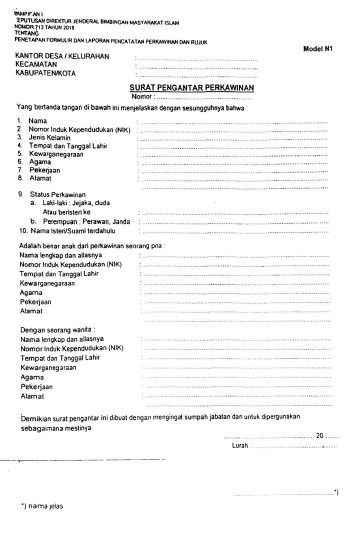 LAMPIRAN I
KEPUTUSAN DIREKTUR JENDERAL BIMBINGAN MASYARAKAT ISLAM
NOMOR 713 TAHUN 2018
TENTANG
PENETAPAN FORMULIR DAN LAPORAN PENCATATAN PERKAWINAN DAN RUJUK
Model N1
KANTOR DESA / KELURAHAN :
KECAMATAN :
KABUPATEN/KOTA :
SURAT PENGANTAR PERKAWINAN
Nomor :
Yang bertanda tangan di bawah ini menjelaskan dengan sesungguhnya bahwa :
1. Nama :
2 Nomor Induk Kependudukan (NIK) :
3. Jenis Kelamin :
4. Tempat dan Tanggal Lahir :
5. Kewarganegaraan :
6. Agama :
7. Pekerjaan :
8. Alamat :
9. Status Perkawinan
a. Laki-laki : Jejaka, duda :
Atau beristeri ke :
b. Perempuan : Perawan, Janda :
10. Nama Isteri/Suami terdahulu :
Adalah benar anak dari perkawinan seorang pria :
Nama lengkap dan aliasnya :
Nomor Induk Kependudukan (NIK) :
Tempat dan Tanggal Lahir :
Kewarganegaraan :
Agama :
Pekerjaan :
Alamat :
Dengan seorang wanita :
Nama lengkap dan aliasnya :
Nomor Induk Kependudukan (NIK) :
Tempat dan Tanggal Lahir :
Kewarganegaraan :
Agama :
Pekerjaan :
Alamat :
Demikian surat pengantar ini dibuat dengan mengingat sumpah jabatan dan untuk dipergunakan
sebagaimana mestinya.
20
Lurah
*)
*) nama jelas